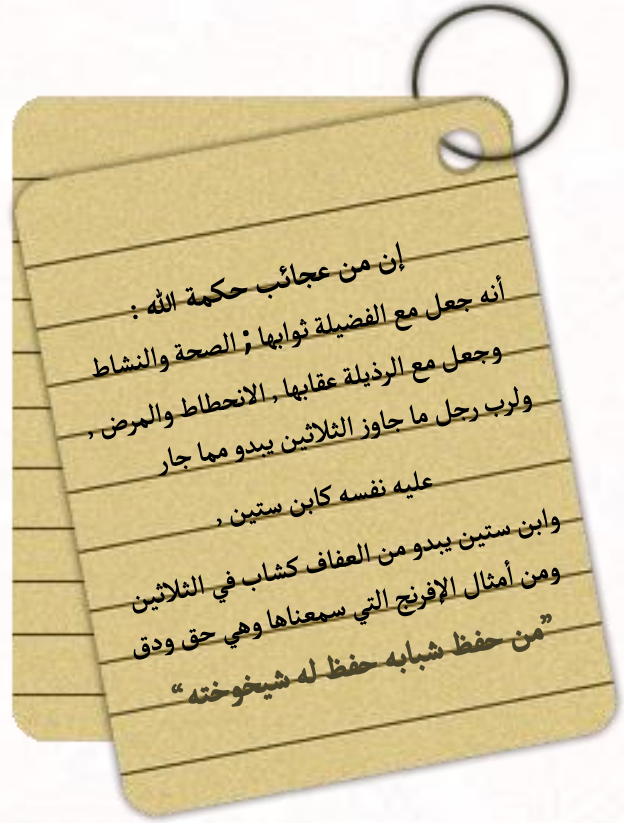 إن من عجائب حكمة الله :
أنه جعل مع الفضيلة ثوابها ; الصحة والنشاط
وجعل مع الرذيلة عقابها , الانحطاط والمرض ,
ولرب رجل ما جاوز الثلاثين يبدو مما جار
عليه نفسه كابن ستين ,
وابن ستين يبدو من العفاف كشاب في الثلاثين
ومن أمثال الإفرنج التي سمعناها وهي حق ودق
”من حفظ شبابه حفظ له شيخوخته“